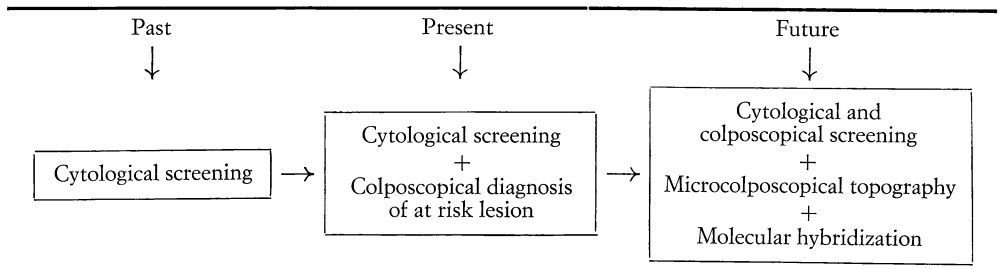 Past
Present
Future
Cytological screening
Cytological screening
+
Colposcopical diagnosis
of at risk lesion
Cytological and
colposcopical screening
+
Microcolposcopical topography
+
Molecular hybridization